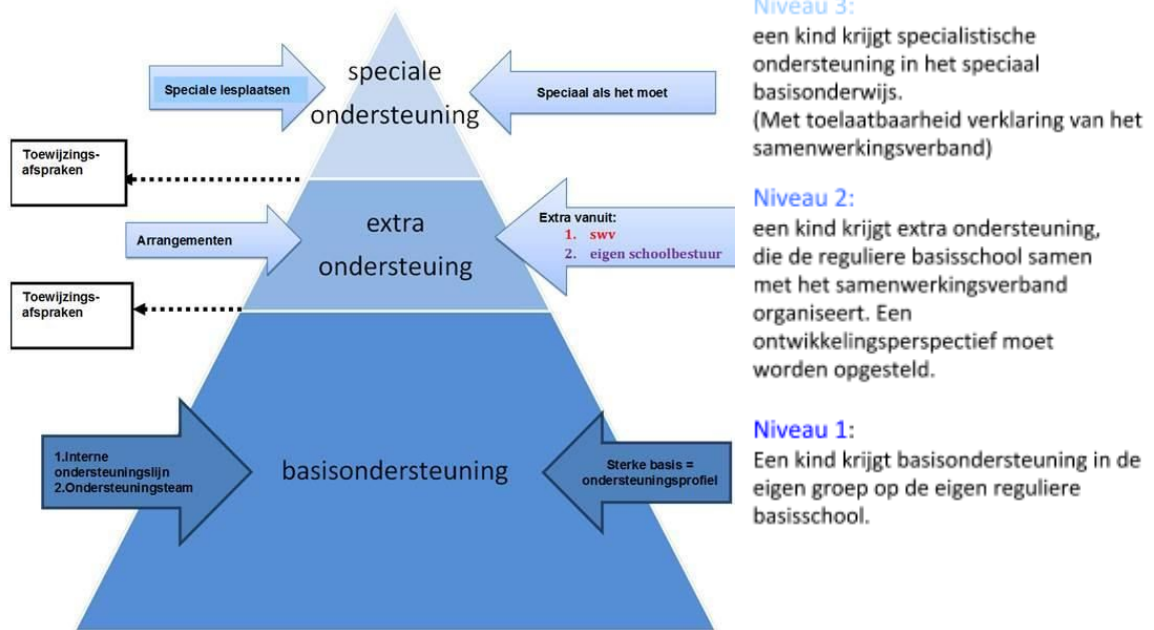 speciale
ondersteuning
Speciale lesplaatsen
Speciaal als het moet
Toewijzings-
afspraken
extra
ondersteuing
Arrangementen
Extra vanuit:
1. swv
2. eigen schoolbestuur
Toewijzings-
afspraken
basisondersteuning
1.Interne
ondersteuningslijn
2.Ondersteuningsteam
Sterke basis =
ondersteuningsprofiel
Niveau 3:
een kind krijgt specialistische
ondersteuning in het speciaal
basisonderwijs.
(Met toelaatbaarheid verklaring van het
samenwerkingsverband)
Niveau 2:
een kind krijgt extra ondersteuning,
die de reguliere basisschool samen
met het samenwerkingsverband
organiseert. Een
ontwikkelingsperspectief moet
worden opgesteld.
Niveau 1:
Een kind krijgt basisondersteuning in de
eigen groep op de eigen reguliere
basisschool.